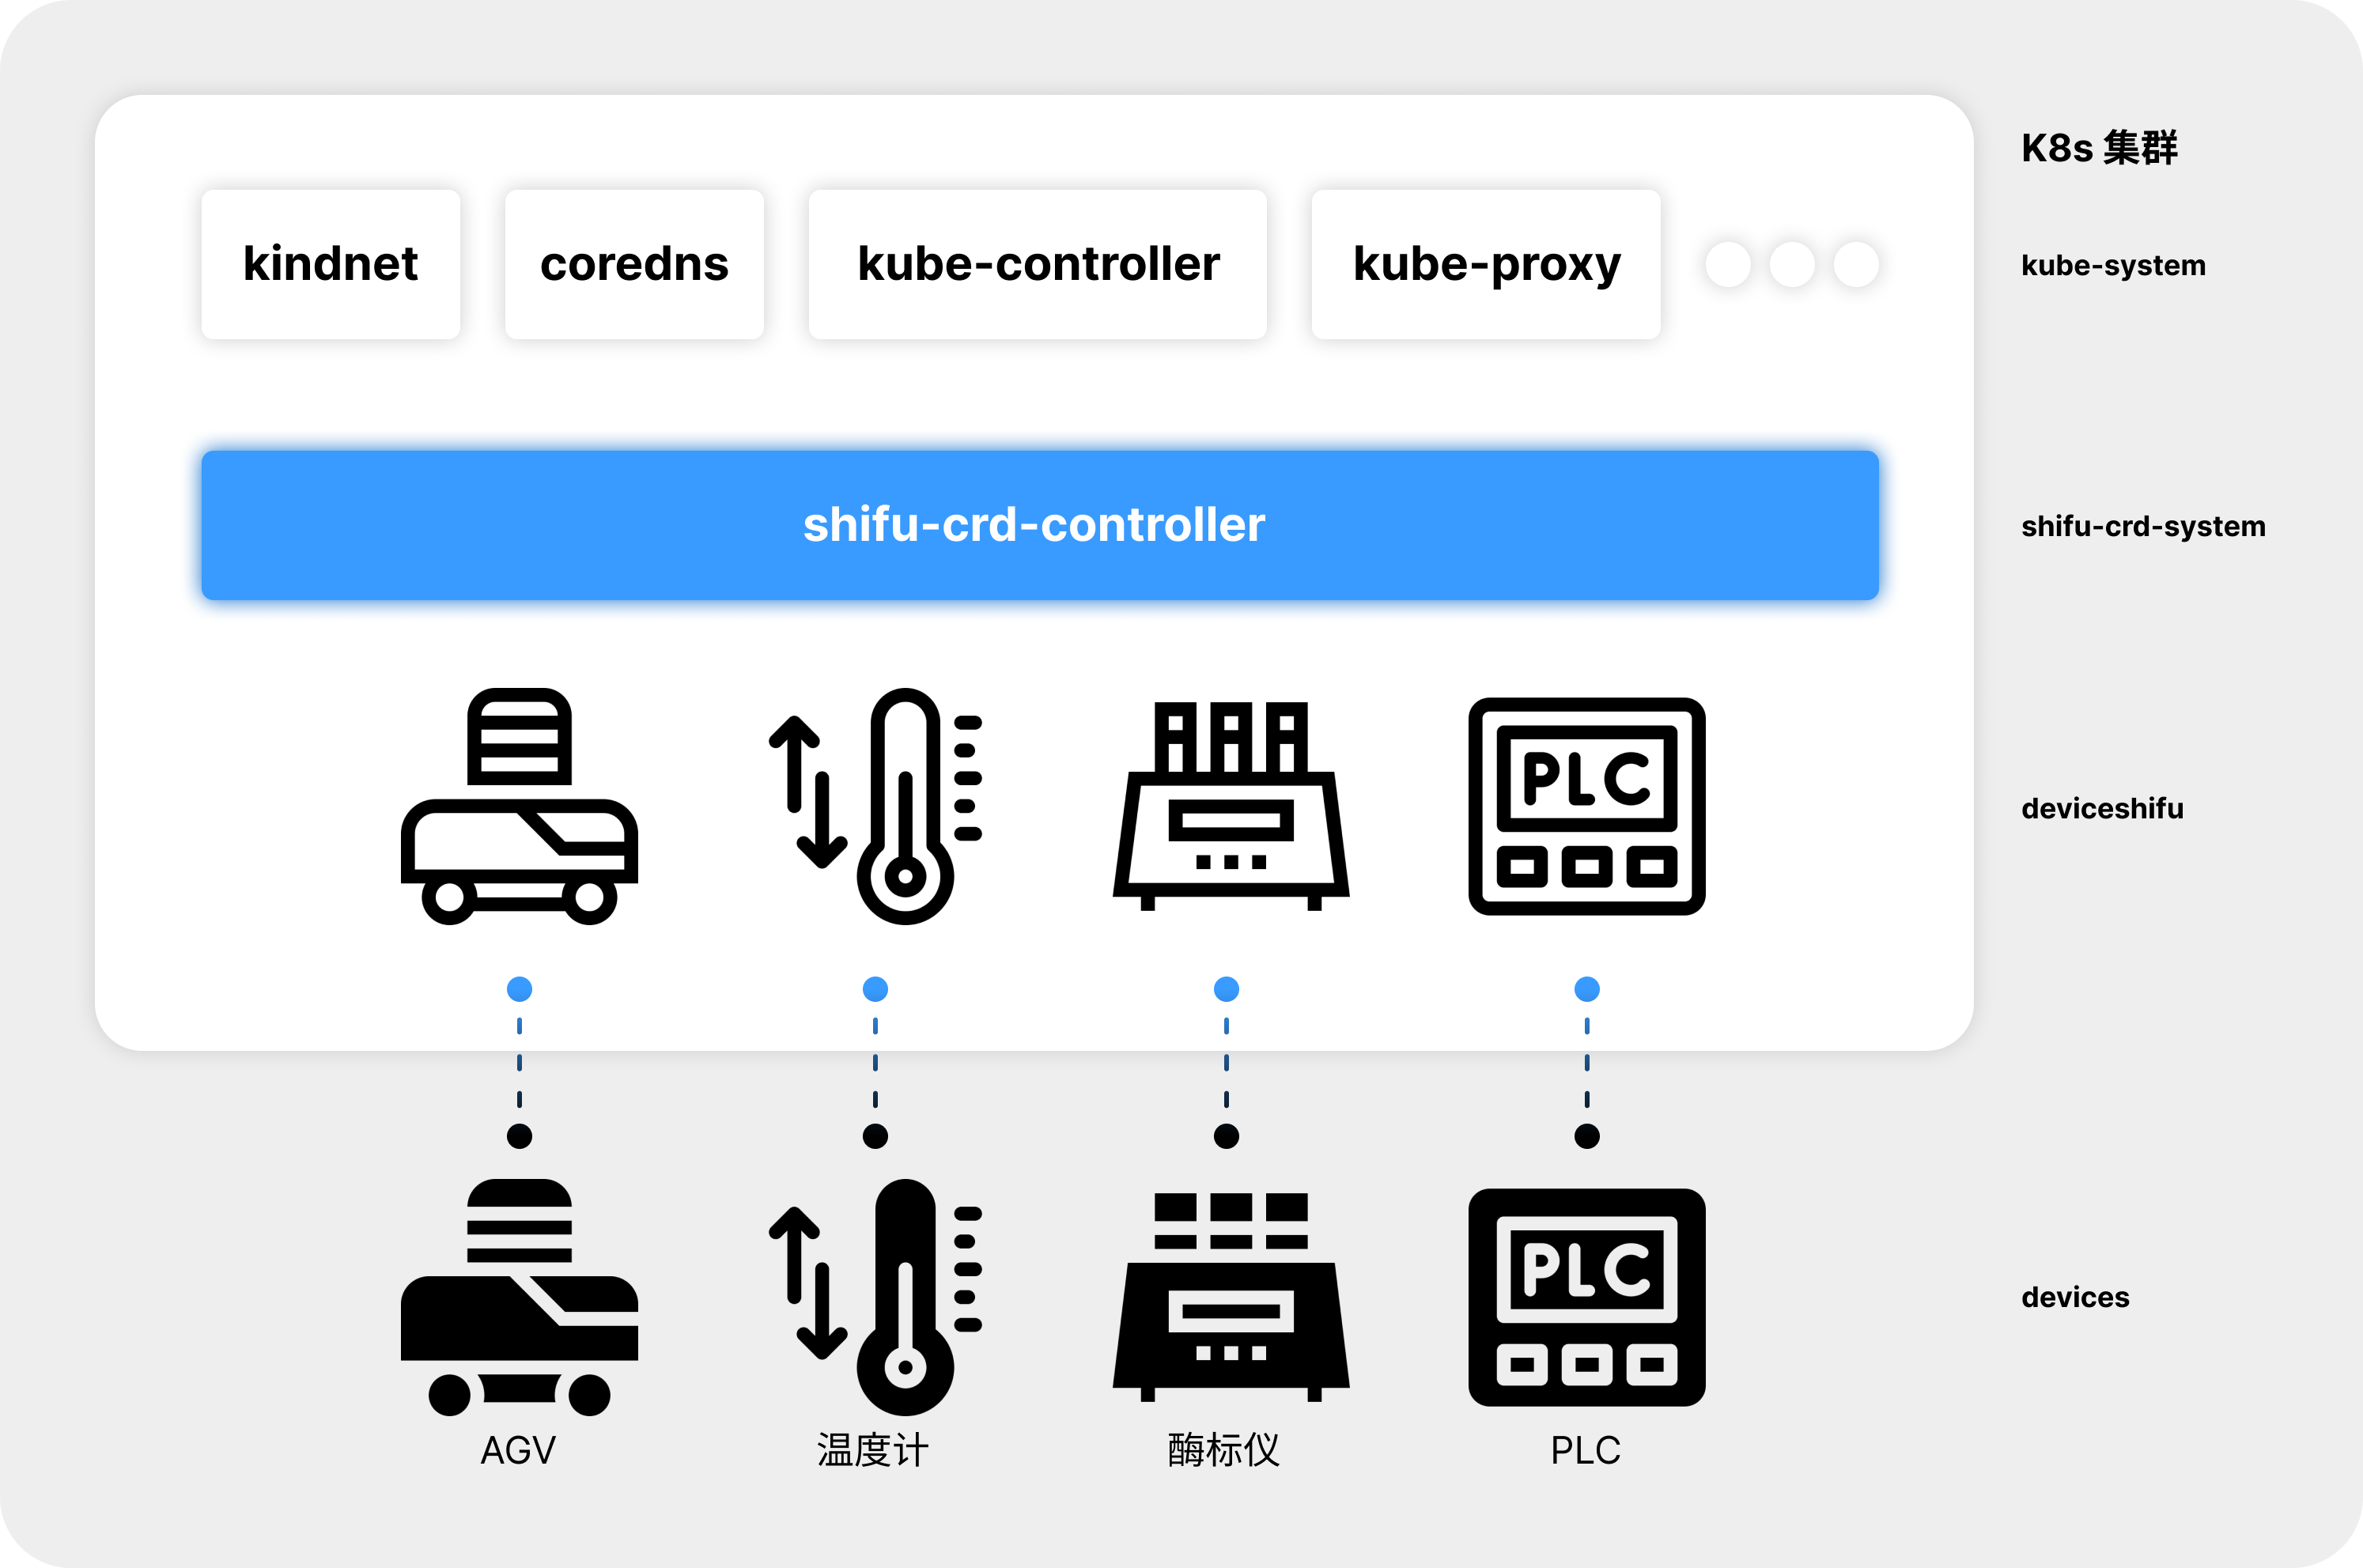 K8s 集群
kindnet
coredns
kube-controller
kube-proxy
kube-system
shifu-crd-controller
shifu-crd-system
PLC
deviceshifu
PLC
devices
AGV
温度计
酶标仪
PLC